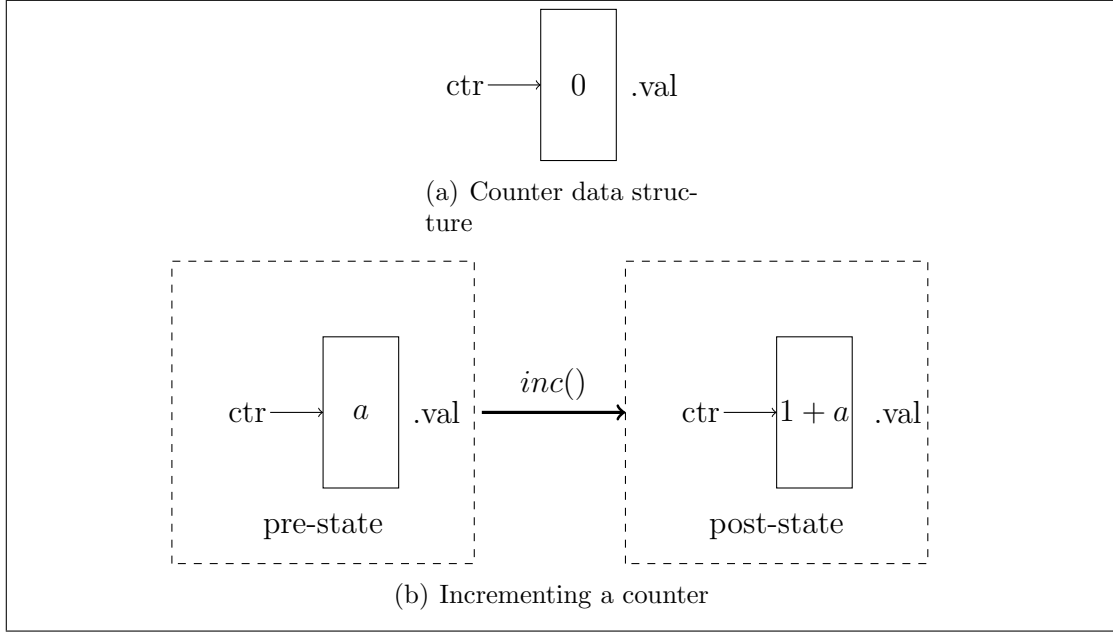 ctr 0 .val
(a) Counter data struc-
ture
inc()
ctr a .val
ctr 1 + a .val
pre-state
post-state
(b) Incrementing a counter